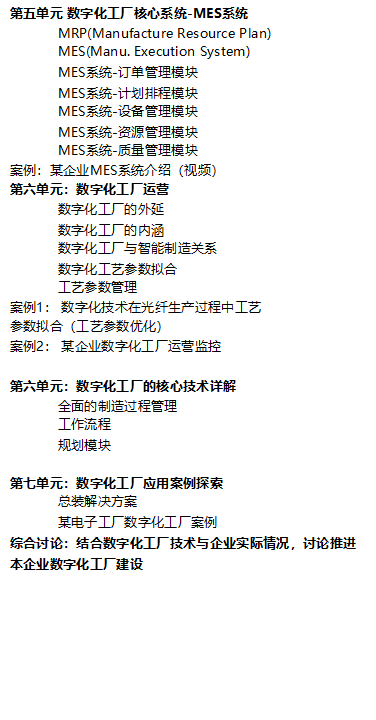 第五单元 数字化工厂核心系统-MES系统
MRP(Manufacture Resource Plan)
MES(Manu. Execution System)
MES系统-订单管理模块
MES系统-计划排程模块
MES系统-设备管理模块
MES系统-资源管理模块
MES系统-质量管理模块
案例：某企业MES系统介绍（视频）
第六单元：数字化工厂运营
数字化工厂的外延
数字化工厂的内涵
数字化工厂与智能制造关系
数字化工艺参数拟合
工艺参数管理
案例1： 数字化技术在光纤生产过程中工艺
参数拟合（工艺参数优化）
案例2： 某企业数字化工厂运营监控
第六单元：数字化工厂的核心技术详解
全面的制造过程管理
工作流程
规划模块
第七单元：数字化工厂应用案例探索
总装解决方案
某电子工厂数字化工厂案例
综合讨论：结合数字化工厂技术与企业实际情况，讨论推进
本企业数字化工厂建设